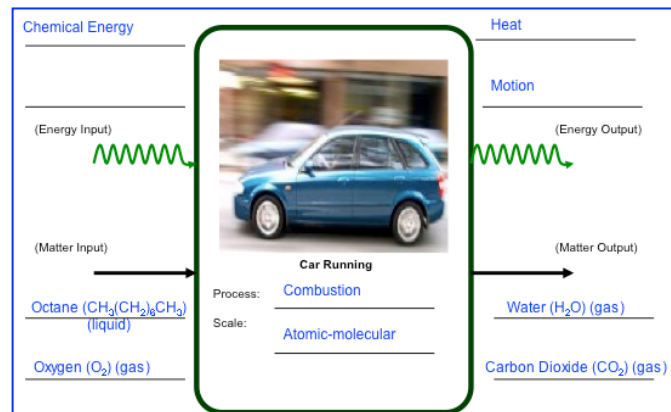 Chemical Energy
Heat
Motion
(Energy Input)
(Energy Output)
(Matter Input)
(Matter Output)
Car Running
Process: Combustion
Scale: Atomic-molecular
Octane (CH₃(CH₂)₆CH₃)
(liquid)
Water (H₂O) (gas)
Oxygen (O₂) (gas)
Carbon Dioxide (CO₂) (gas)